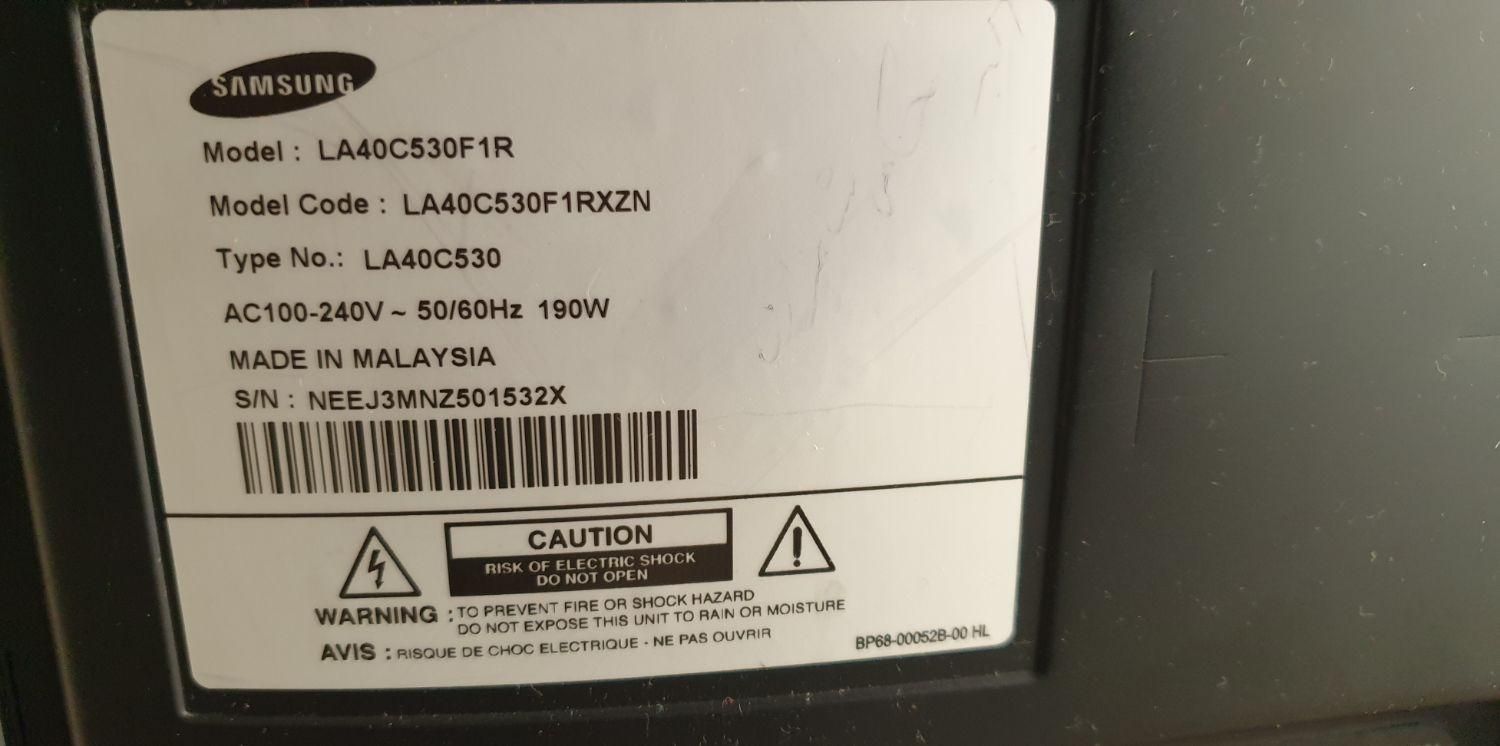 SAMSUNG
Model : LA40C530F1R
Model Code : LA40C530F1RXZN
Type No.: LA40C530
AC100-240V ~ 50/60Hz 190W
MADE IN MALAYSIA
S/N : NEEJ3MNZ501532X
CAUTION
RISK OF ELECTRIC SHOCK
DO NOT OPEN
WARNING : TO PREVENT FIRE OR SHOCK HAZARD
DO NOT EXPOSE THIS UNIT TO RAIN OR MOISTURE
AVIS : RISQUE DE CHOC ELECTRIQUE - NE PAS OUVRIR
BP68-00052B-00 HL